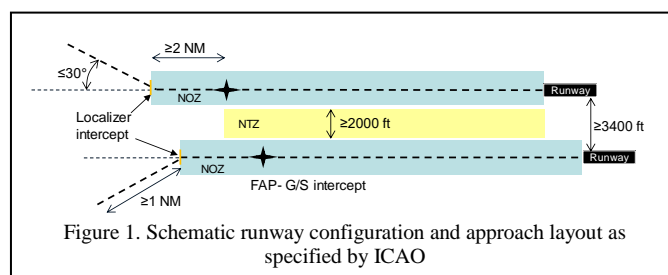 ≥2 NM
≤30°
NOZ
Runway
Localizer
intercept
NTZ
≥2000 ft
≥3400 ft
NOZ
Runway
≥1 NM
FAP- G/S intercept
Figure 1. Schematic runway configuration and approach layout as
specified by ICAO